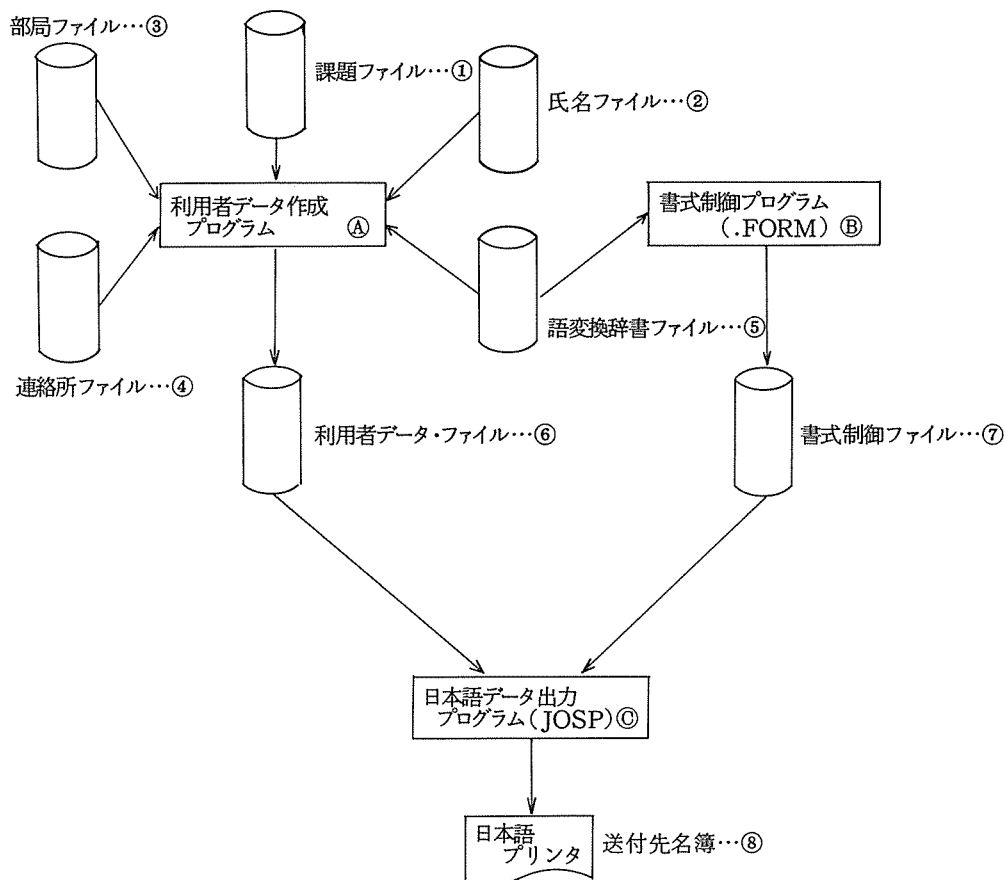 部局ファイル…③
課題ファイル…①
氏名ファイル…②
利用者データ作成
プログラム Ⓐ
書式制御プログラム
(.FORM) Ⓑ
連絡所ファイル…④
語変換辞書ファイル…⑤
利用者データ・ファイル…⑥
書式制御ファイル…⑦
日本語データ出力
プログラム(JOSP)Ⓒ
日本語
プリンタ
送付先名簿…⑧